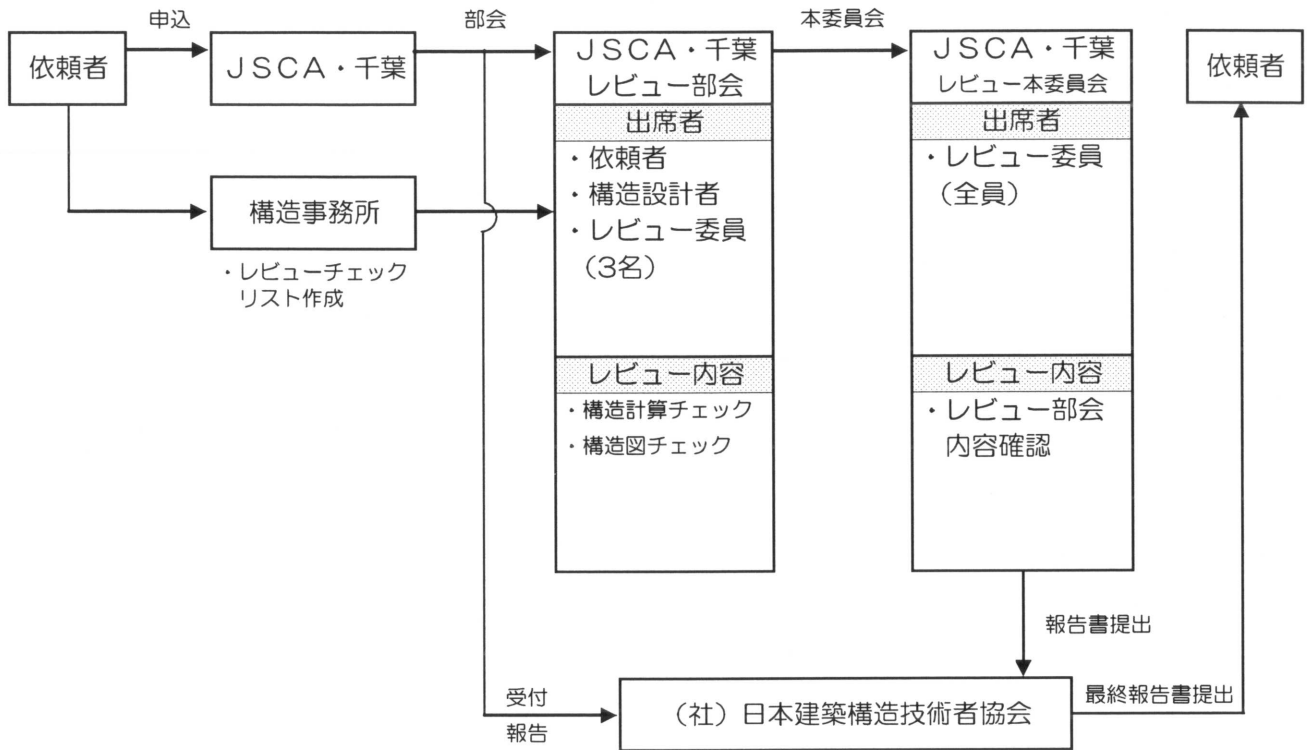 申込
部会
本委員会
依頼者
JSCA・千葉
JSCA・千葉
レビュー部会
JSCA・千葉
レビュー本委員会
依頼者
出席者
・依頼者
・構造設計者
・レビュー委員
(3名)
出席者
・レビュー委員
(全員)
構造事務所
・レビューチェック
リスト作成
レビュー内容
・構造計算チェック
・構造図チェック
レビュー内容
・レビュー部会
内容確認
報告書提出
受付
報告
(社)日本建築構造技術者協会
最終報告書提出